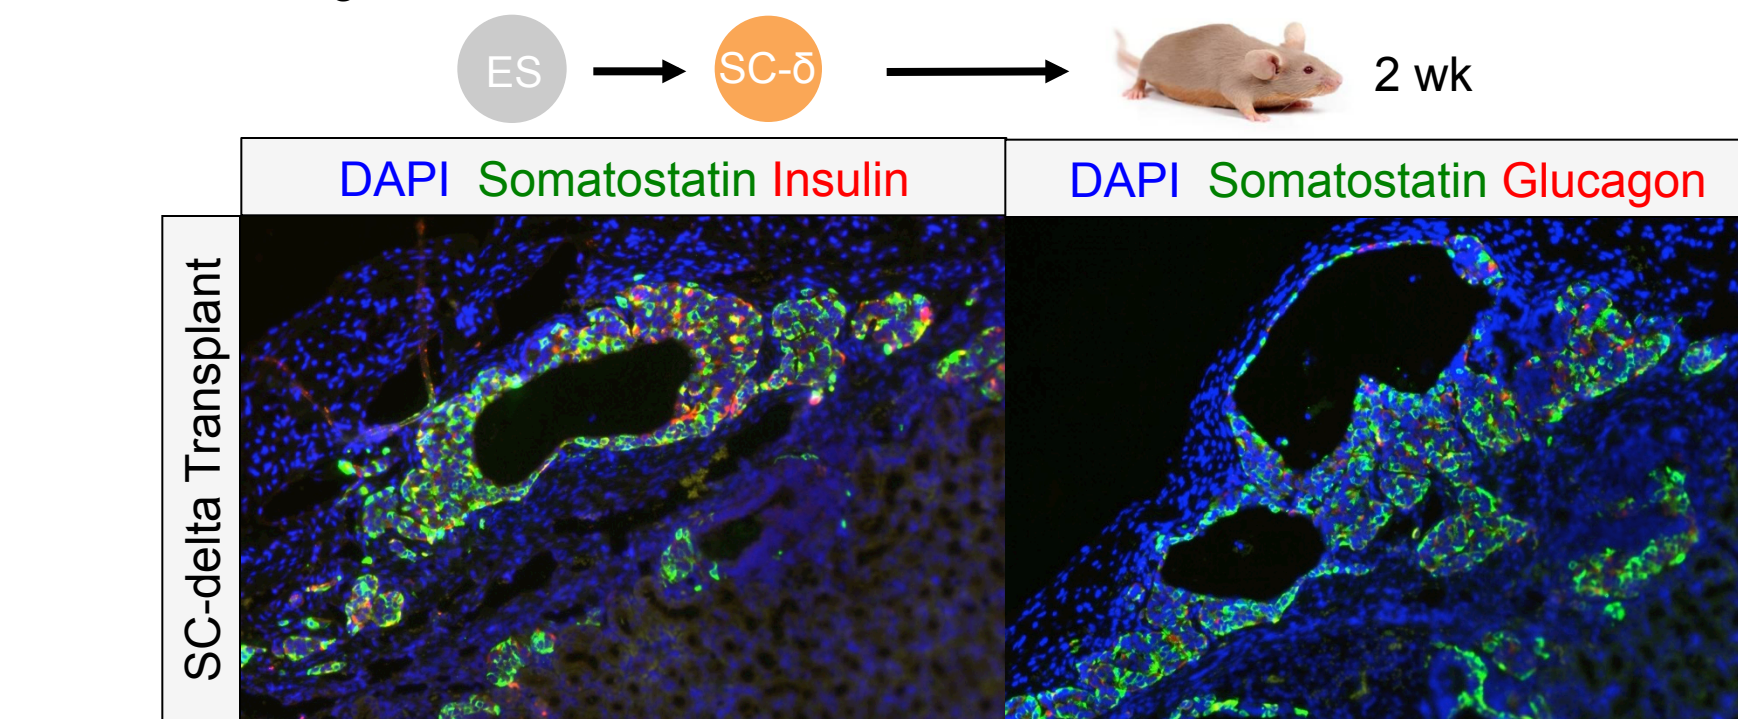 ES
SC-δ
2 wk
DAPI Somatostatin Insulin
DAPI Somatostatin Glucagon
SC-delta Transplant